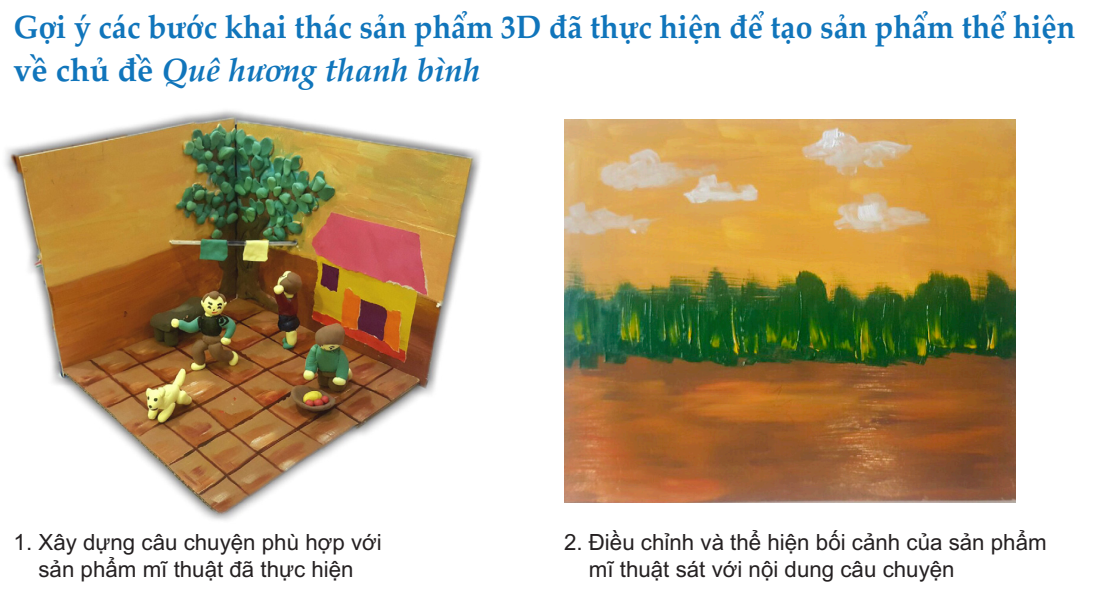 Gợi ý các bước khai thác sản phẩm 3D đã thực hiện để tạo sản phẩm thể hiện
về chủ đề Quê hương thanh bình
1. Xây dựng câu chuyện phù hợp với
sản phẩm mĩ thuật đã thực hiện
2. Điều chỉnh và thể hiện bối cảnh của sản phẩm
mĩ thuật sát với nội dung câu chuyện